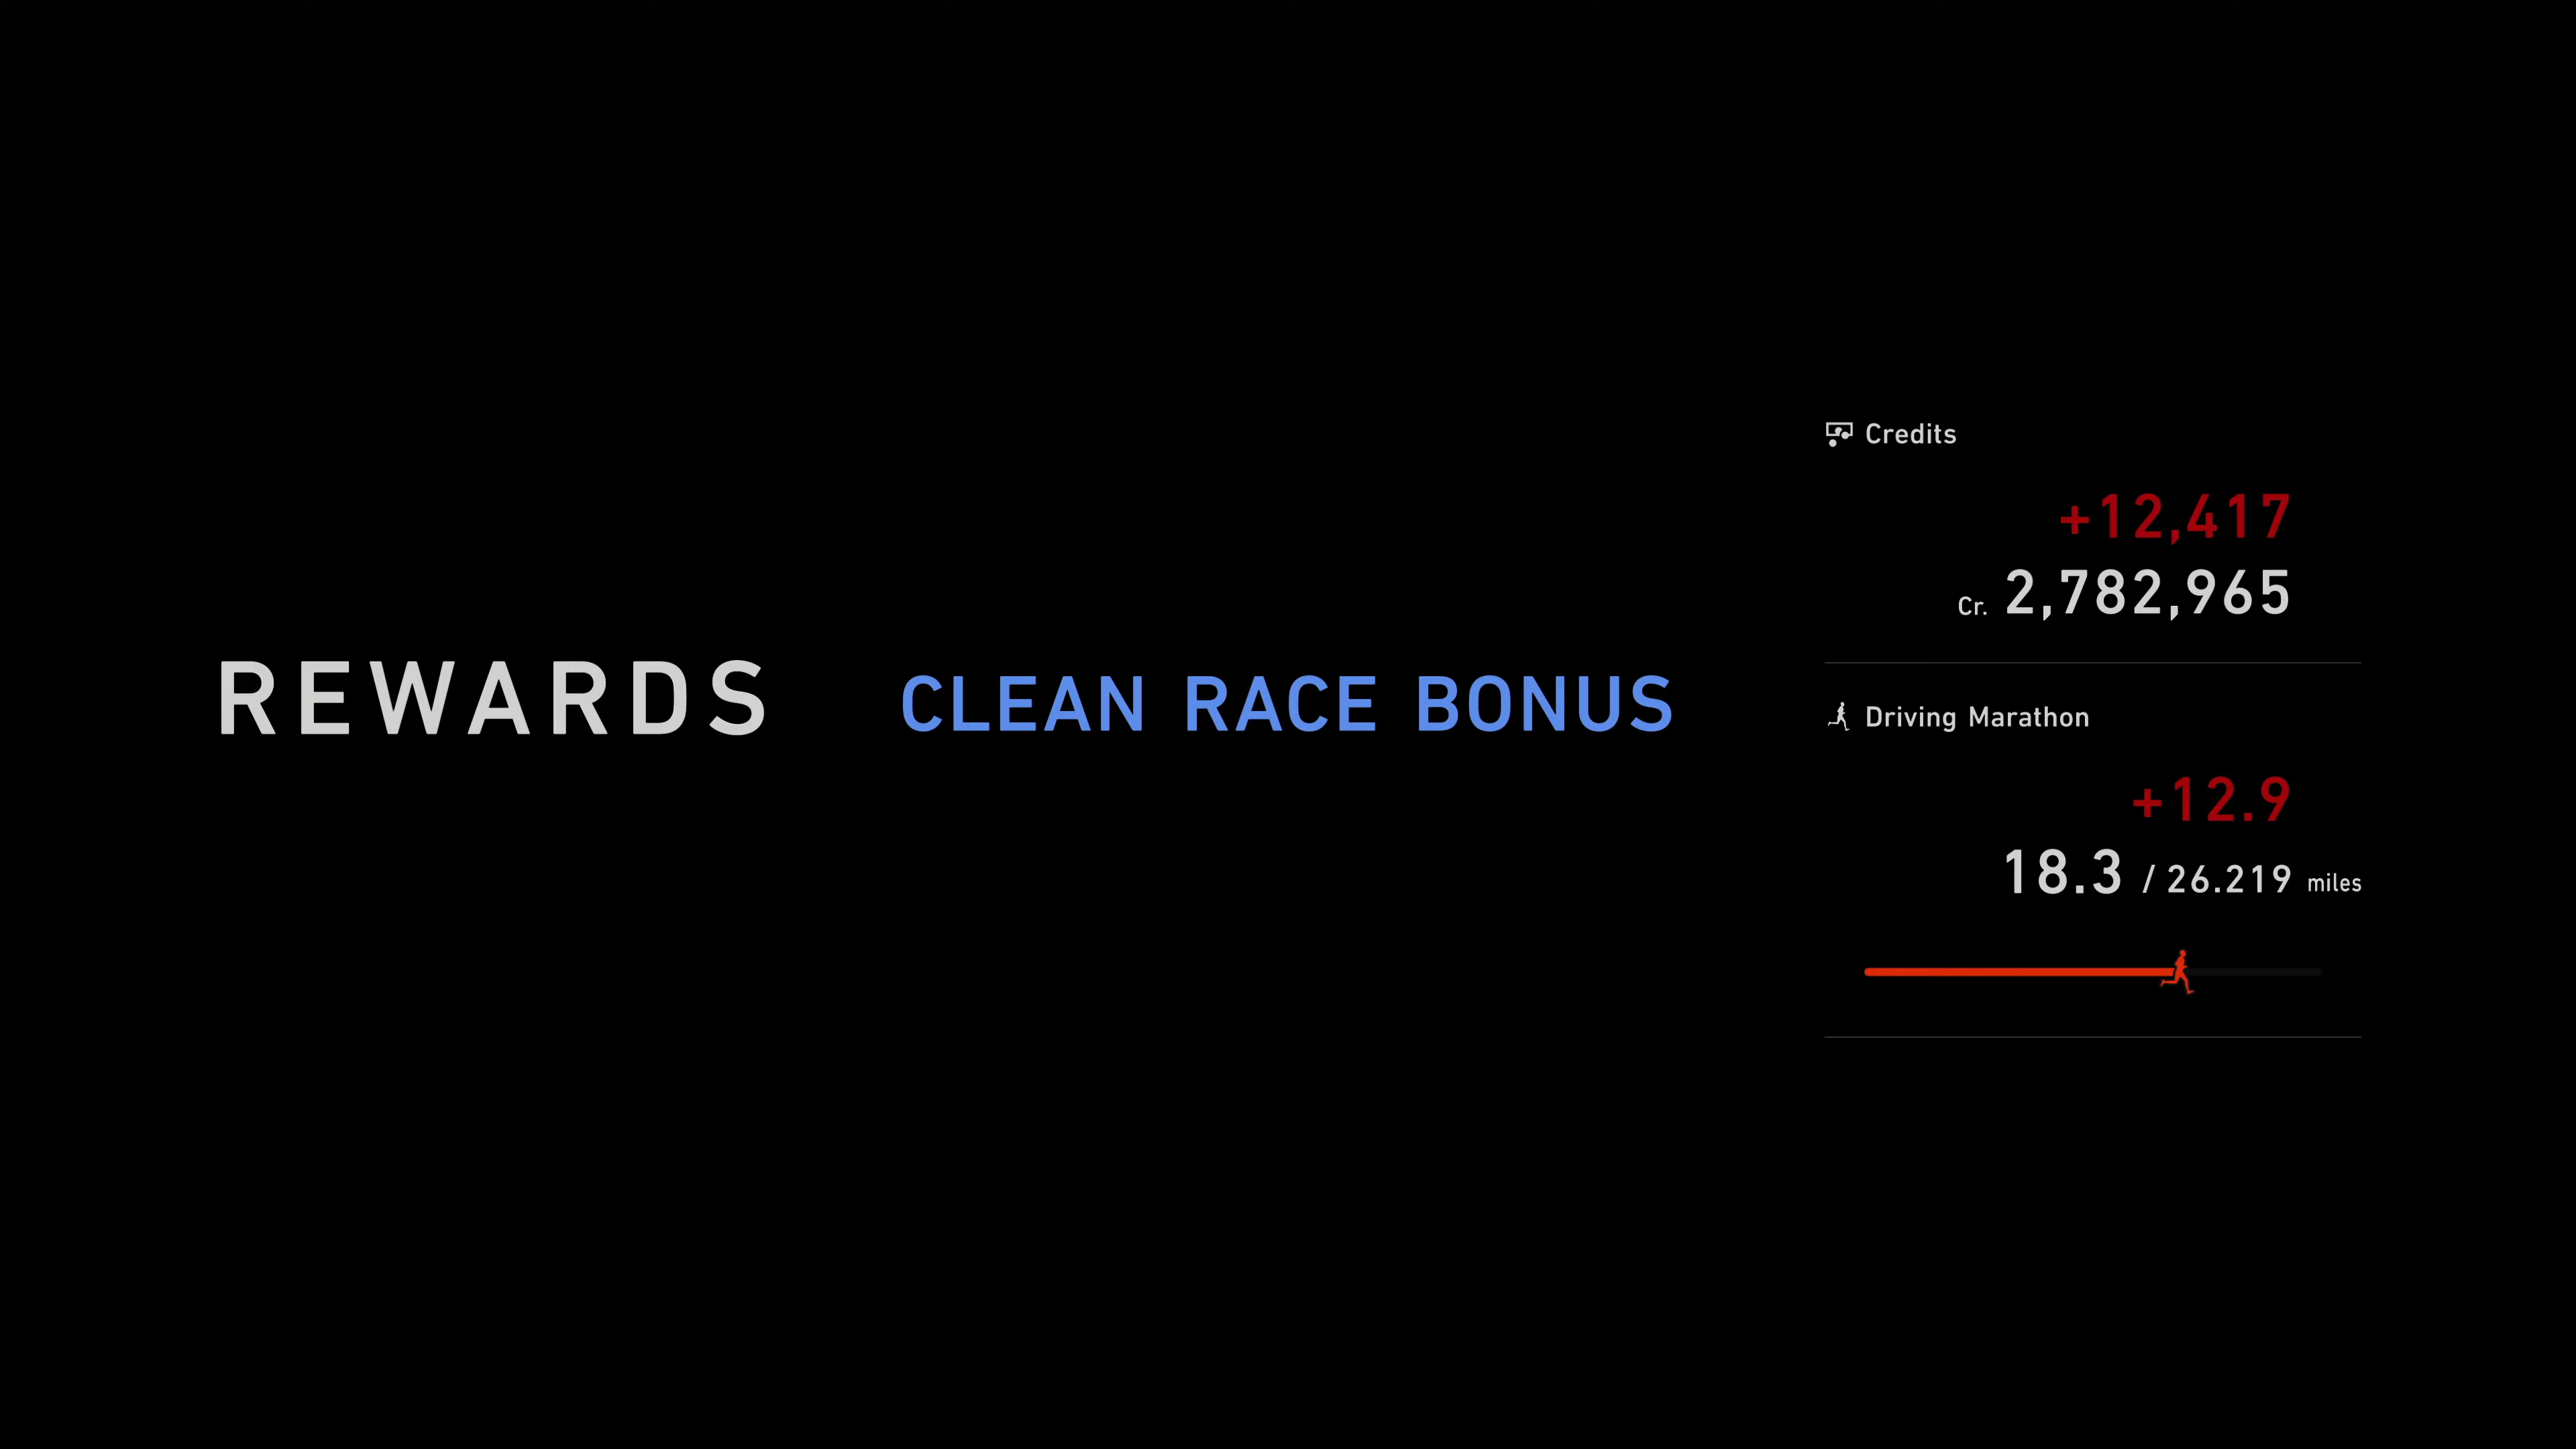 REWARDS
CLEAN RACE BONUS
Credits
+12,417
Cr. 2,782,965
Driving Marathon
+12.9
18.3 / 26.219 miles